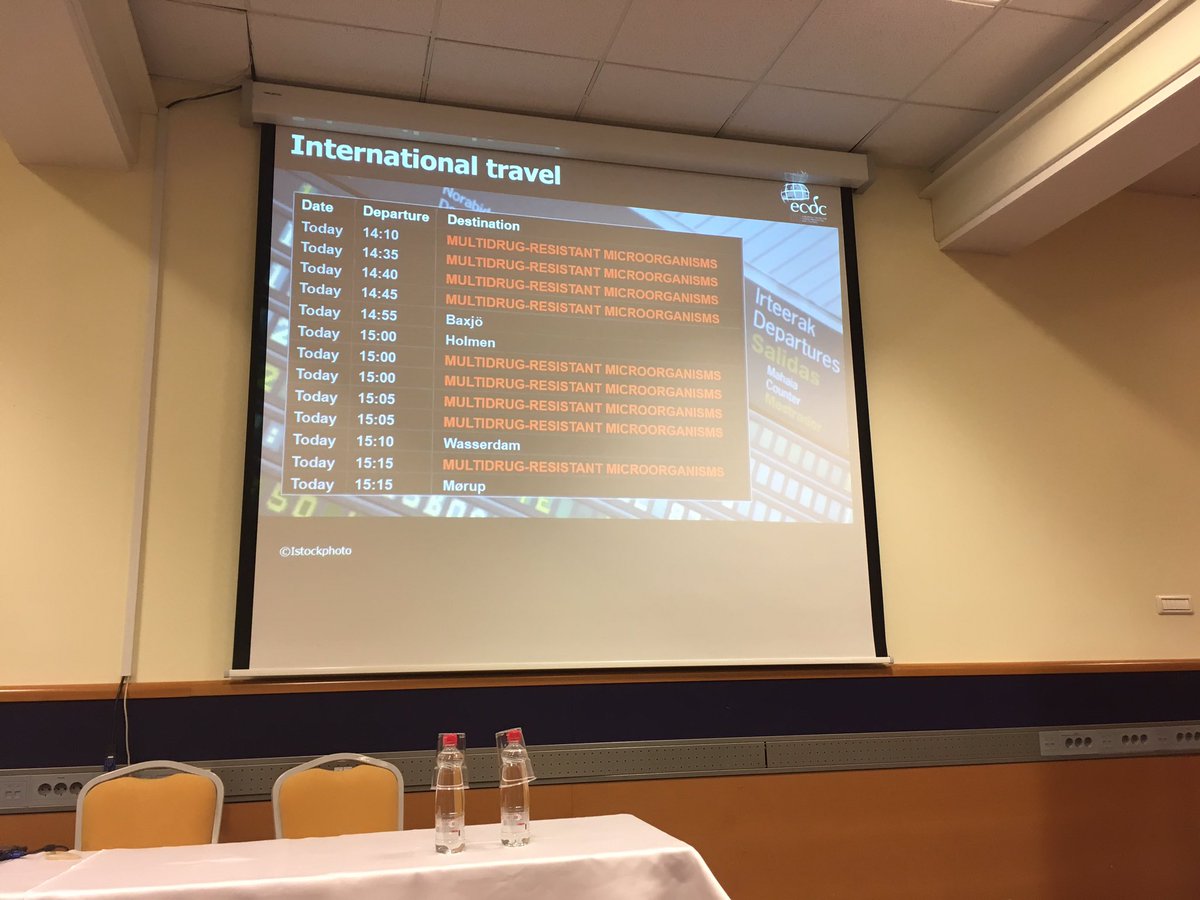 International travel
ecdc
Date Departure Destination
Today 14:10 MULTIDRUG-RESISTANT MICROORGANISMS
Today 14:35 MULTIDRUG-RESISTANT MICROORGANISMS
Today 14:40 MULTIDRUG-RESISTANT MICROORGANISMS
Today 14:45 MULTIDRUG-RESISTANT MICROORGANISMS
Today 14:55 Baxjö
Today 15:00 Holmen
Today 15:00 MULTIDRUG-RESISTANT MICROORGANISMS
Today 15:00 MULTIDRUG-RESISTANT MICROORGANISMS
Today 15:05 MULTIDRUG-RESISTANT MICROORGANISMS
Today 15:05 MULTIDRUG-RESISTANT MICROORGANISMS
Today 15:10 Wasserdam
Today 15:15 MULTIDRUG-RESISTANT MICROORGANISMS
Today 15:15 Mørup
Irteerak
Departures
Salidas
Mahaia
Counter
Mostrador
©Istockphoto